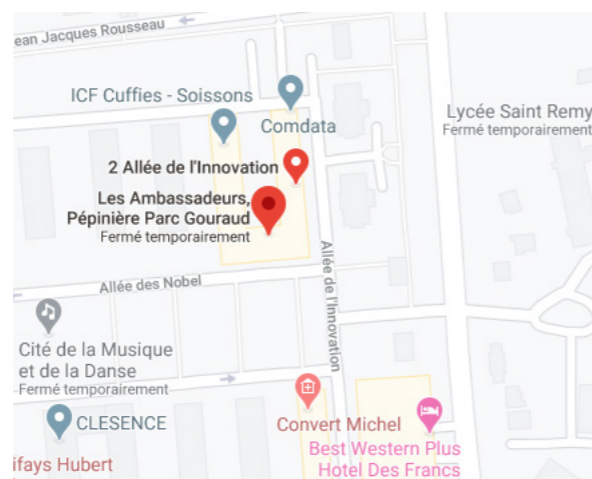 ean Jacques Rousseau
ICF Cuffies - Soissons
Comdata
Lycée Saint Remy
Fermé temporairement
2 Allée de l'Innovation
Les Ambassadeurs,
Pépinière Parc Gouraud
Fermé temporairement
Allée de l'Innovation
Allée des Nobel
Cité de la Musique
et de la Danse
Fermé temporairement
CLESENCE
Convert Michel
Best Western Plus
Hotel Des Francs
ifays Hubert